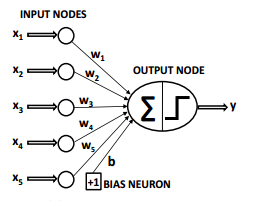 INPUT NODES
x1
w1
OUTPUT NODE
x2
w2
x3
w3
Σ
y
x4
w4
w5
b
x5
+1 BIAS NEURON